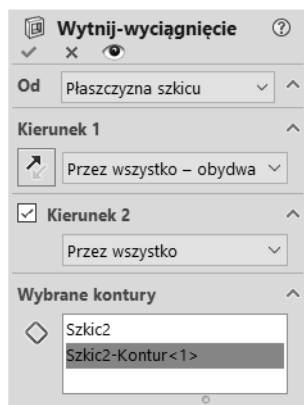 Wytnij-wyciągnięcie
Od
Płaszczyzna szkicu
Kierunek 1
Przez wszystko – obydwa
Kierunek 2
Przez wszystko
Wybrane kontury
Szkic2
Szkic2-Kontur<1>